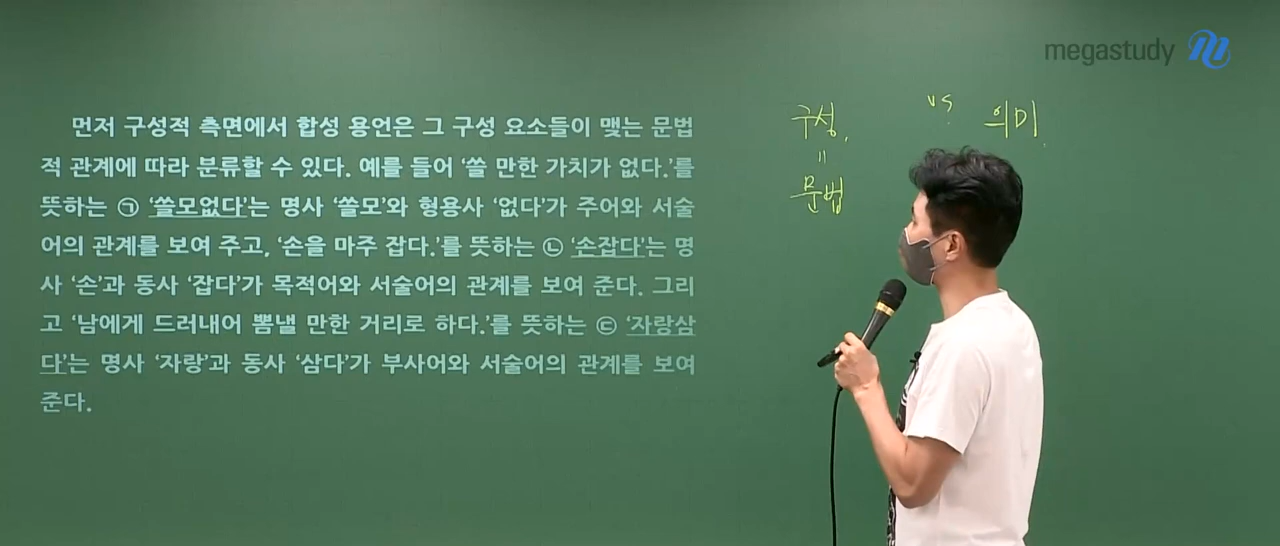 megastudy
먼저 구성적 측면에서 합성 용언은 그 구성 요소들이 맺는 문법
적 관계에 따라 분류할 수 있다. 예를 들어 ‘쓸 만한 가치가 없다.’를
뜻하는 ㉠ ‘쓸모없다’는 명사 ‘쓸모’와 형용사 ‘없다’가 주어와 서술
어의 관계를 보여 주고, ‘손을 마주 잡다.’를 뜻하는 ㉡ ‘손잡다’는 명
사 ‘손’과 동사 ‘잡다’가 목적어와 서술어의 관계를 보여 준다. 그리
고 ‘남에게 드러내어 뽐낼 만한 거리로 하다.’를 뜻하는 ㉢ ‘자랑삼
다’는 명사 ‘자랑’과 동사 ‘삼다’가 부사어와 서술어의 관계를 보여
준다.
구성, vs 의미
=
문법